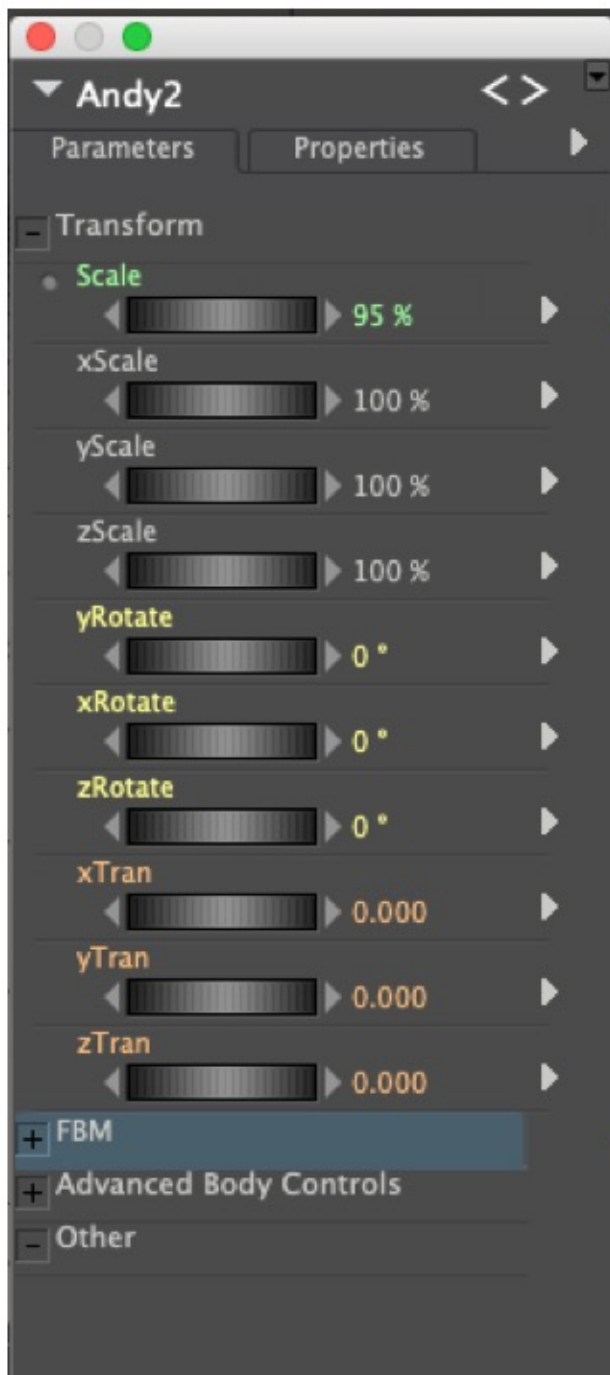 Andy2 <>
Parameters Properties
- Transform
Scale
95 %
xScale
100 %
yScale
100 %
zScale
100 %
yRotate
0 °
xRotate
0 °
zRotate
0 °
xTran
0.000
yTran
0.000
zTran
0.000
+ FBM
+ Advanced Body Controls
- Other